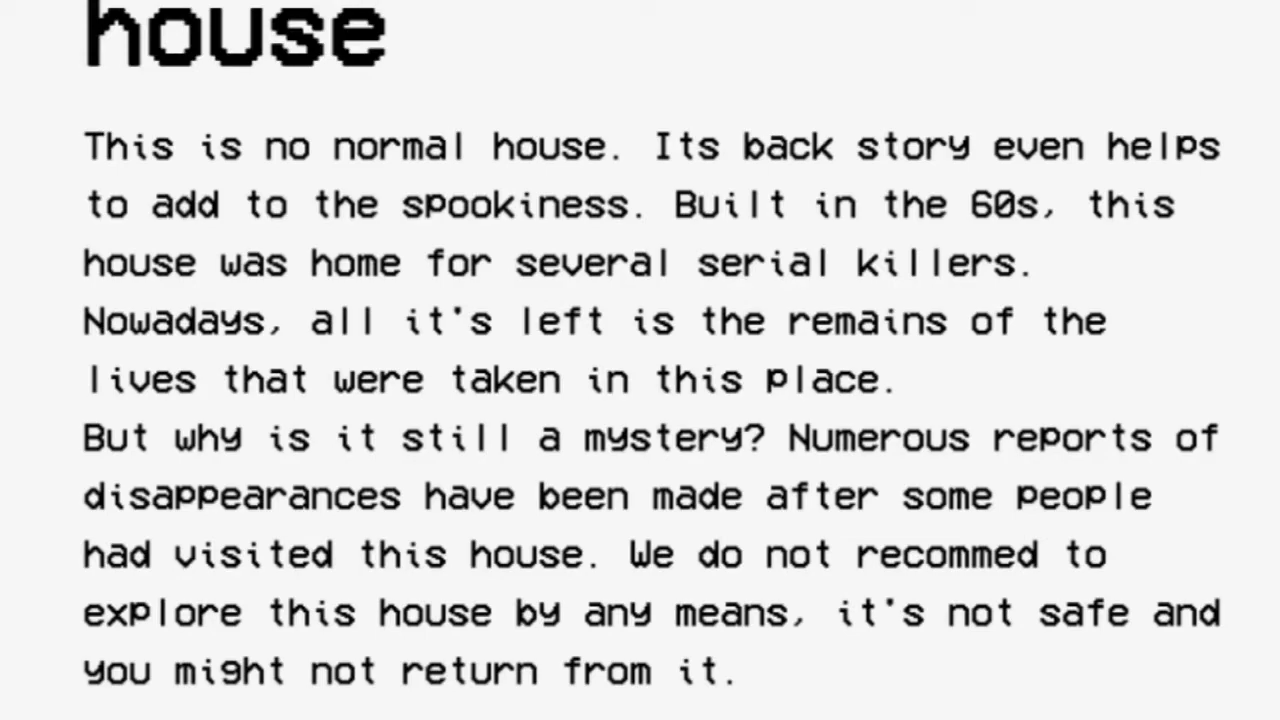 house
This is no normal house. Its back story even helps
to add to the spookiness. Built in the 60s, this
house was home for several serial killers.
Nowadays, all it's left is the remains of the
lives that were taken in this place.
But why is it still a mystery? Numerous reports of
disappearances have been made after some people
had visited this house. We do not recommed to
explore this house by any means, it's not safe and
you might not return from it.